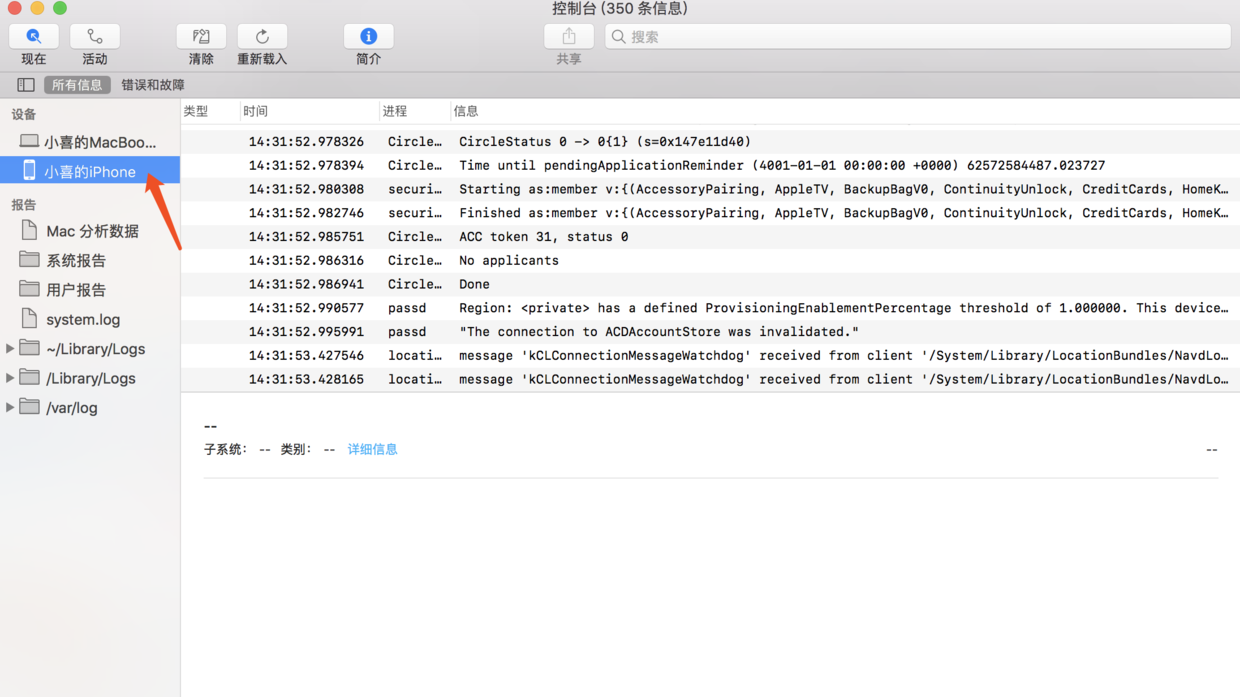 控制台 (350 条信息)
现在 活动 清除 重新载入 简介 共享 搜索
所有信息 错误和故障
设备
小喜的MacBoo...
小喜的iPhone
报告
Mac 分析数据
系统报告
用户报告
system.log
~/Library/Logs
/Library/Logs
/var/log
类型 时间 进程 信息
14:31:52.978326 Circle... CircleStatus 0 -> 0{1} (s=0x147e11d40)
14:31:52.978394 Circle... Time until pendingApplicationReminder (4001-01-01 00:00:00 +0000) 62572584487.023727
14:31:52.980308 securi... Starting as:member v:{(AccessoryPairing, AppleTV, BackupBagV0, ContinuityUnlock, CreditCards, HomeK...
14:31:52.982746 securi... Finished as:member v:{(AccessoryPairing, AppleTV, BackupBagV0, ContinuityUnlock, CreditCards, HomeK...
14:31:52.985751 Circle... ACC token 31, status 0
14:31:52.986316 Circle... No applicants
14:31:52.986941 Circle... Done
14:31:52.990577 passd Region: <private> has a defined ProvisioningEnablementPercentage threshold of 1.000000. This device...
14:31:52.995991 passd "The connection to ACDAccountStore was invalidated."
14:31:53.427546 locati... message 'kCLConnectionMessageWatchdog' received from client '/System/Library/LocationBundles/NavdLo...
14:31:53.428165 locati... message 'kCLConnectionMessageWatchdog' received from client '/System/Library/LocationBundles/NavdLo...
--
子系统： -- 类别： -- 详细信息 --